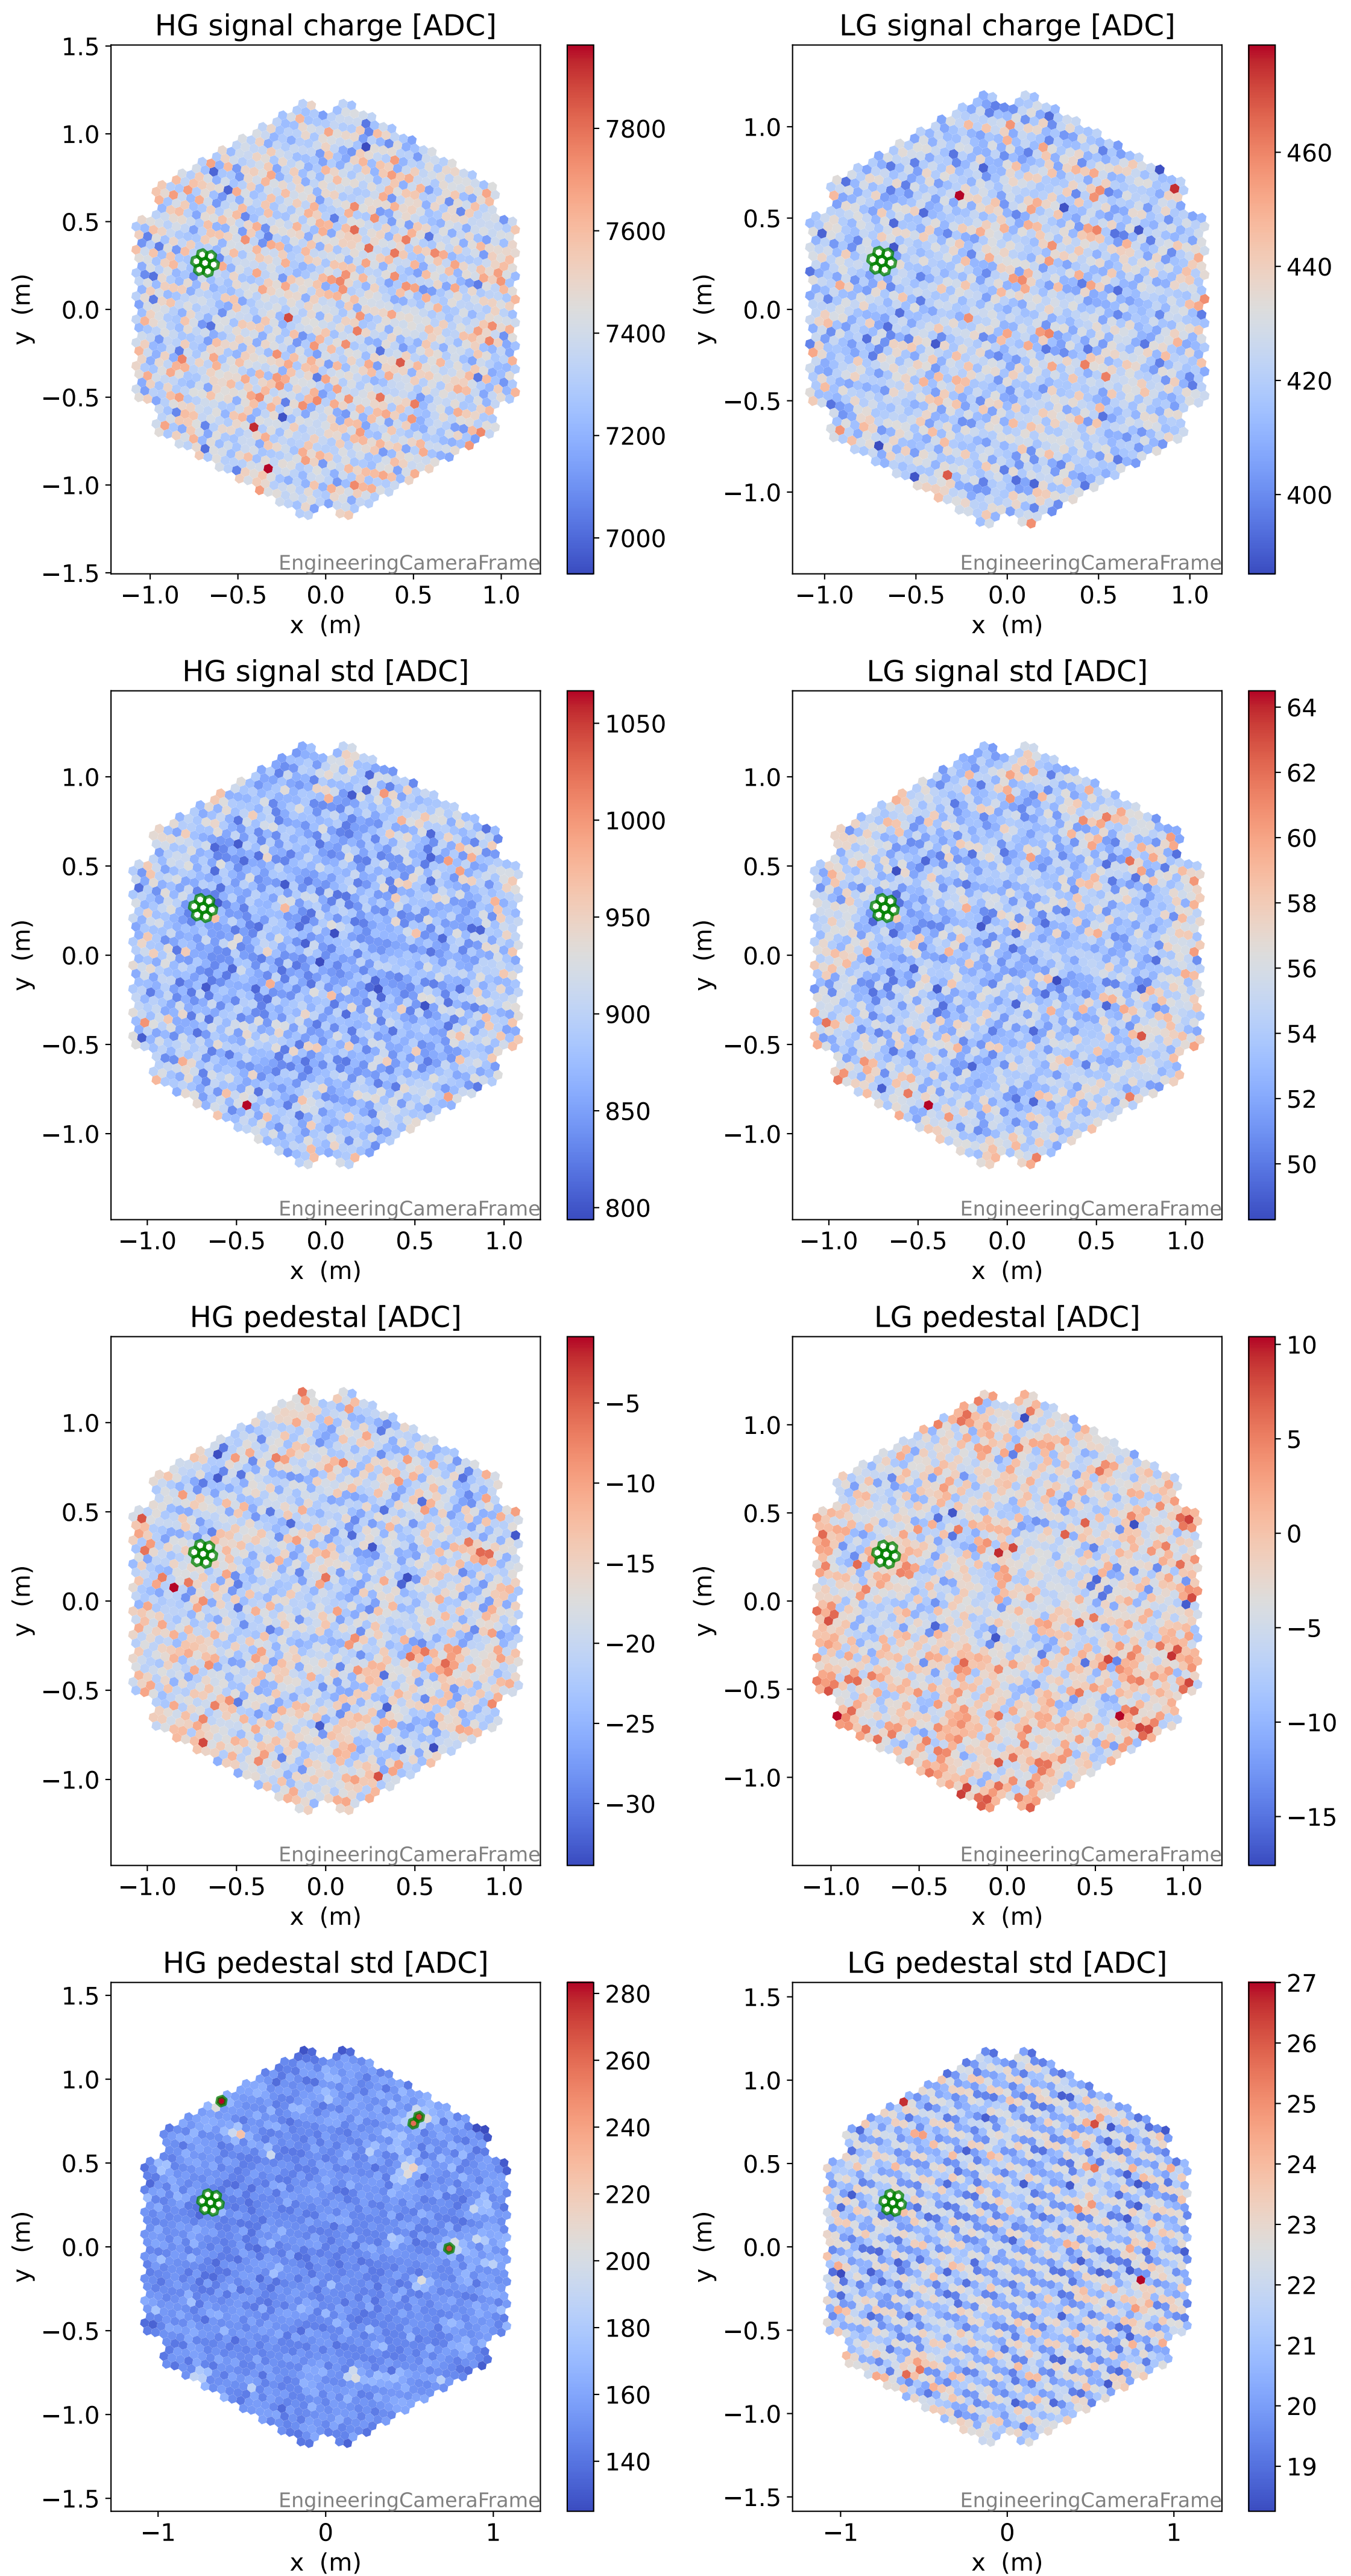 HG signal charge [ADC]
1.5
1.0
0.5
0.0
−0.5
−1.0
−1.5
y (m)
−1.0 −0.5 0.0 0.5 1.0
x (m)
EngineeringCameraFrame
7800
7600
7400
7200
7000
LG signal charge [ADC]
1.0
0.5
0.0
−0.5
−1.0
y (m)
−1.0 −0.5 0.0 0.5 1.0
x (m)
EngineeringCameraFrame
460
440
420
400
HG signal std [ADC]
1.0
0.5
0.0
−0.5
−1.0
y (m)
−1.0 −0.5 0.0 0.5 1.0
x (m)
EngineeringCameraFrame
1050
1000
950
900
850
800
LG signal std [ADC]
1.0
0.5
0.0
−0.5
−1.0
y (m)
−1.0 −0.5 0.0 0.5 1.0
x (m)
EngineeringCameraFrame
64
62
60
58
56
54
52
50
HG pedestal [ADC]
1.0
0.5
0.0
−0.5
−1.0
y (m)
−1.0 −0.5 0.0 0.5 1.0
x (m)
EngineeringCameraFrame
−5
−10
−15
−20
−25
−30
LG pedestal [ADC]
1.0
0.5
0.0
−0.5
−1.0
y (m)
−1.0 −0.5 0.0 0.5 1.0
x (m)
EngineeringCameraFrame
10
5
0
−5
−10
−15
HG pedestal std [ADC]
1.5
1.0
0.5
0.0
−0.5
−1.0
−1.5
y (m)
−1 0 1
x (m)
EngineeringCameraFrame
280
260
240
220
200
180
160
140
LG pedestal std [ADC]
1.5
1.0
0.5
0.0
−0.5
−1.0
−1.5
y (m)
−1 0 1
x (m)
EngineeringCameraFrame
27
26
25
24
23
22
21
20
19